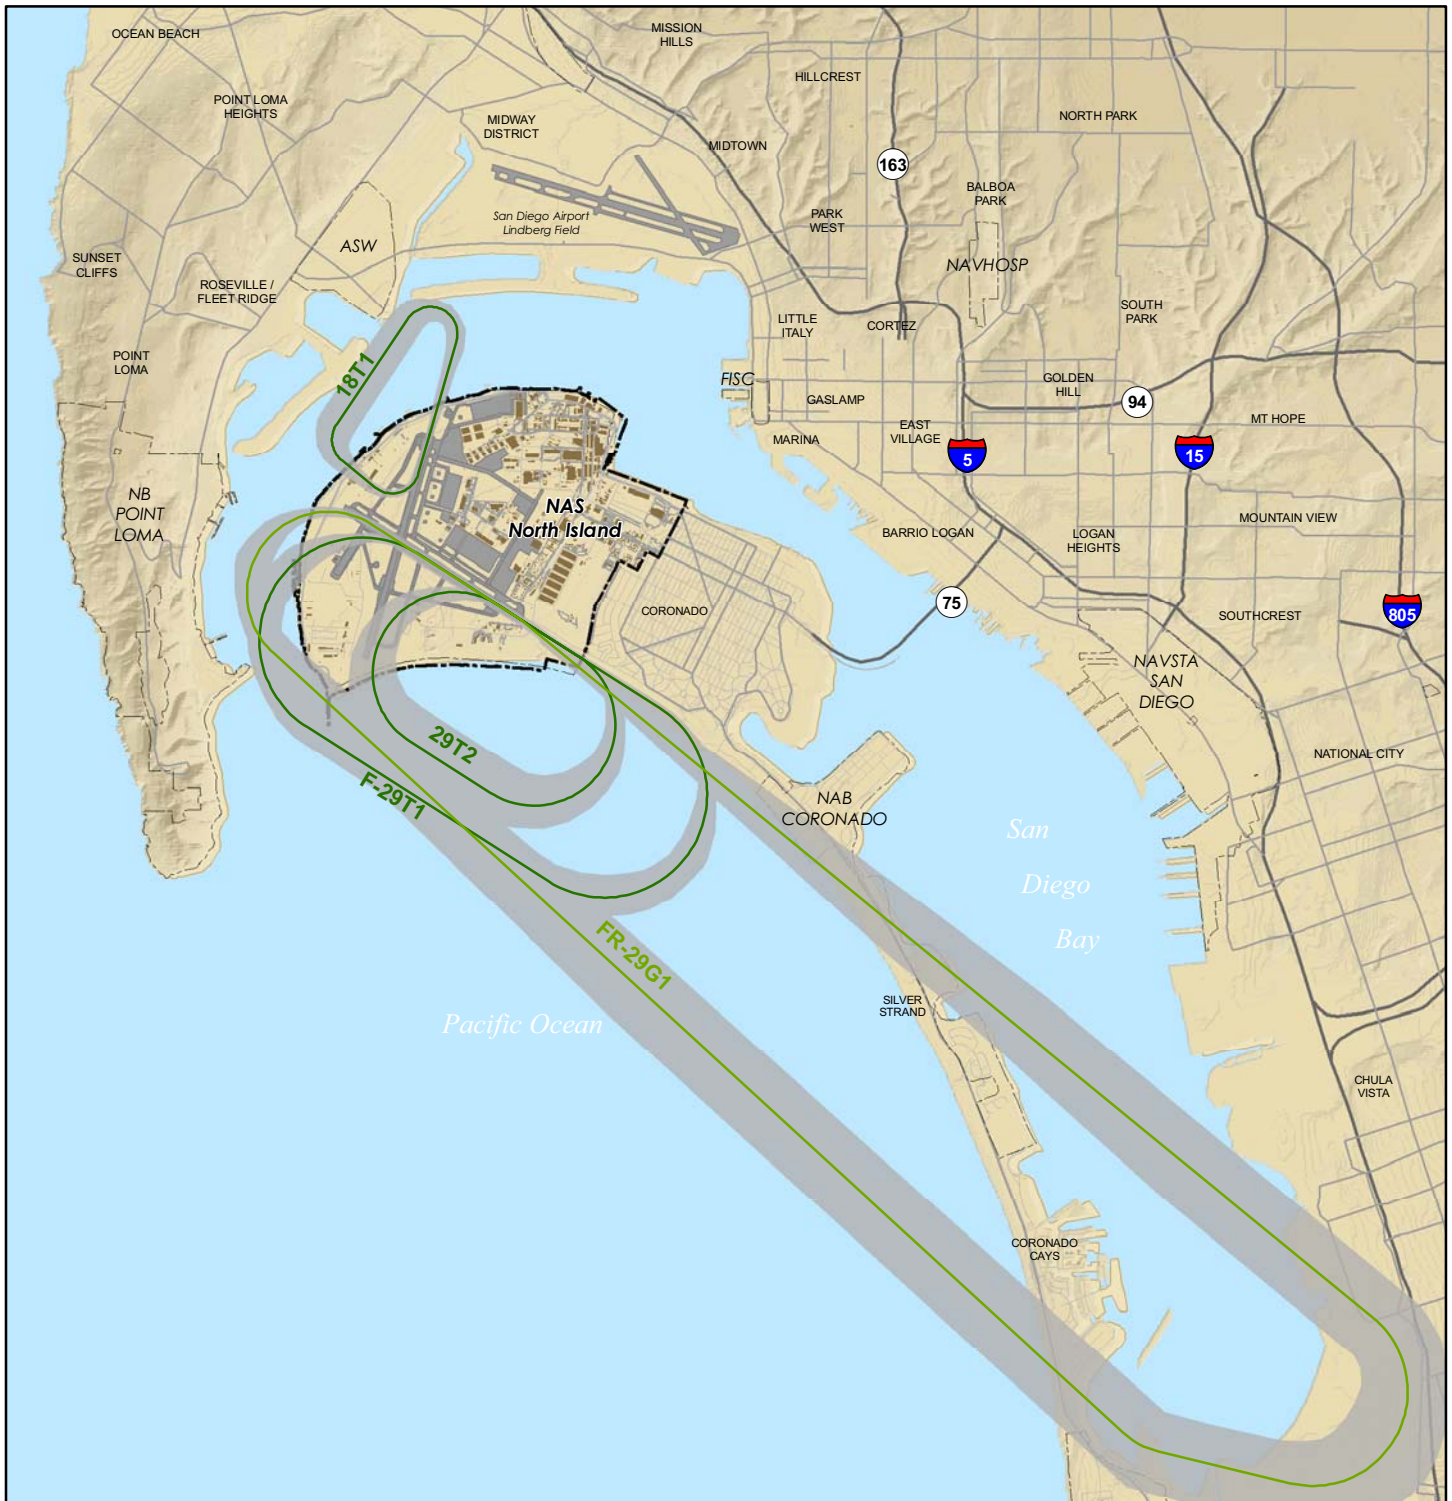 OCEAN BEACH
MISSION
HILLS
HILLCREST
POINT LOMA
HEIGHTS
MIDWAY
DISTRICT
NORTH PARK
MIDTOWN
163
BALBOA
PARK
San Diego Airport
Lindberg Field
PARK
WEST
ASW
SUNSET
CLIFFS
NAVHOSP
ROSEVILLE /
FLEET RIDGE
SOUTH
PARK
LITTLE
ITALY
CORTEZ
POINT
LOMA
18T1
FISC
GOLDEN
HILL
GASLAMP
94
MT HOPE
EAST
VILLAGE
MARINA
5
15
NB
POINT
LOMA
NAS
North Island
MOUNTAIN VIEW
BARRIO LOGAN
LOGAN
HEIGHTS
75
CORONADO
SOUTHCREST
805
NAVSTA
SAN
DIEGO
29T2
NATIONAL CITY
F-29T1
NAB
CORONADO
San
Diego
Bay
FR-29G1
SILVER
STRAND
Pacific Ocean
CHULA
VISTA
CORONADO
CAYS